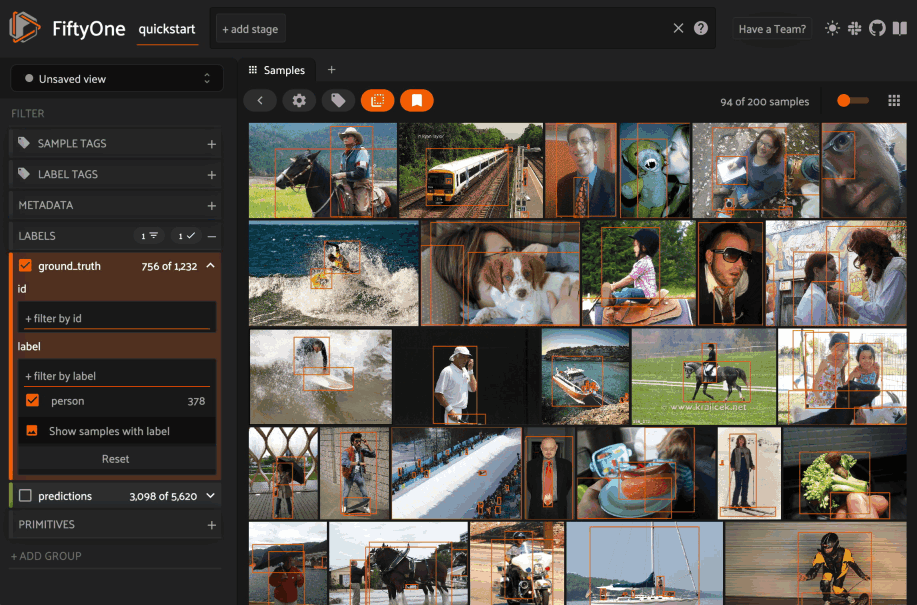 FiftyOne
quickstart
+ add stage
Have a Team?
Unsaved view
Samples
+
FILTER
94 of 200 samples
SAMPLE TAGS
+
LABEL TAGS
+
METADATA
+
LABELS
1
1
ground_truth
756 of 1,232
id
+ filter by id
label
+ filter by label
person
378
Show samples with label
Reset
predictions
3,098 of 5,620
PRIMITIVES
+
+ ADD GROUP
© www.kralicek.net